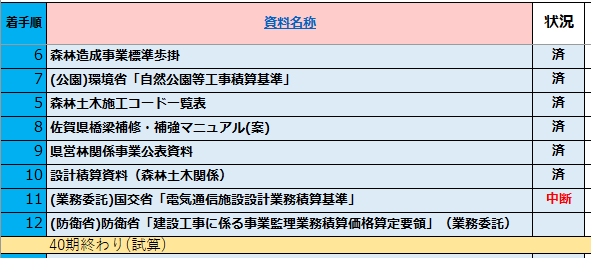 着手順 資料名称 状況
6 森林造成事業標準歩掛 済
7 (公園)環境省「自然公園等工事積算基準」 済
5 森林土木施工コード一覧表 済
8 佐賀県橋梁補修・補強マニュアル(案) 済
9 県営林関係事業公表資料 済
10 設計積算資料（森林土木関係） 済
11 (業務委託)国交省「電気通信施設設計業務積算基準」 中断
12 (防衛省)防衛省「建設工事に係る事業監理業務積算価格算定要領」（業務委託）
40期終わり(試算)